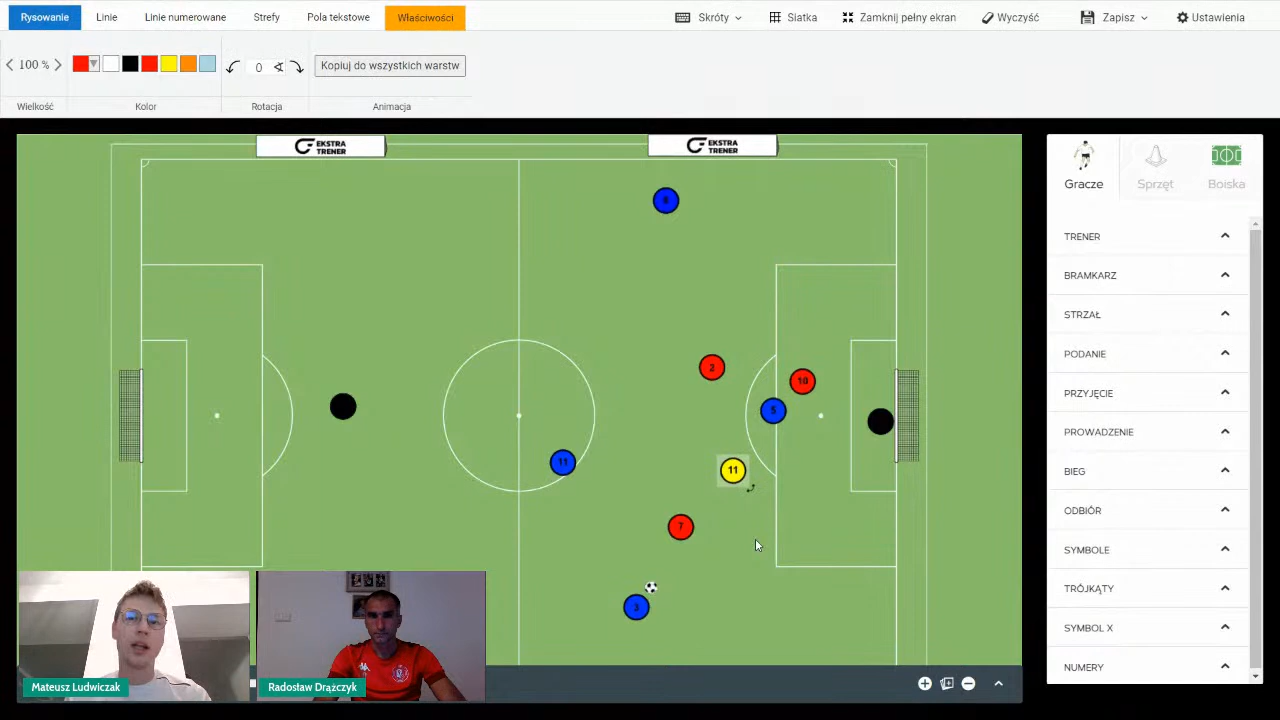 Rysowanie
Linie
Linie numerowane
Strefy
Pola tekstowe
Właściwości
Skróty
Siatka
Zamknij pełny ekran
Wyczyść
Zapisz
Ustawienia
100 %
0
Kopiuj do wszystkich warstw
Wielkość
Kolor
Rotacja
Animacja
EKSTRA
TRENER
EKSTRA
TRENER
2
10
5
11
11
7
3
Gracze
Sprzęt
Boiska
TRENER
BRAMKARZ
STRZAŁ
PODANIE
PRZYJĘCIE
PROWADZENIE
BIEG
ODBIÓR
SYMBOLE
TRÓJKĄTY
SYMBOL X
NUMERY
Mateusz Ludwiczak
Radosław Drążczyk